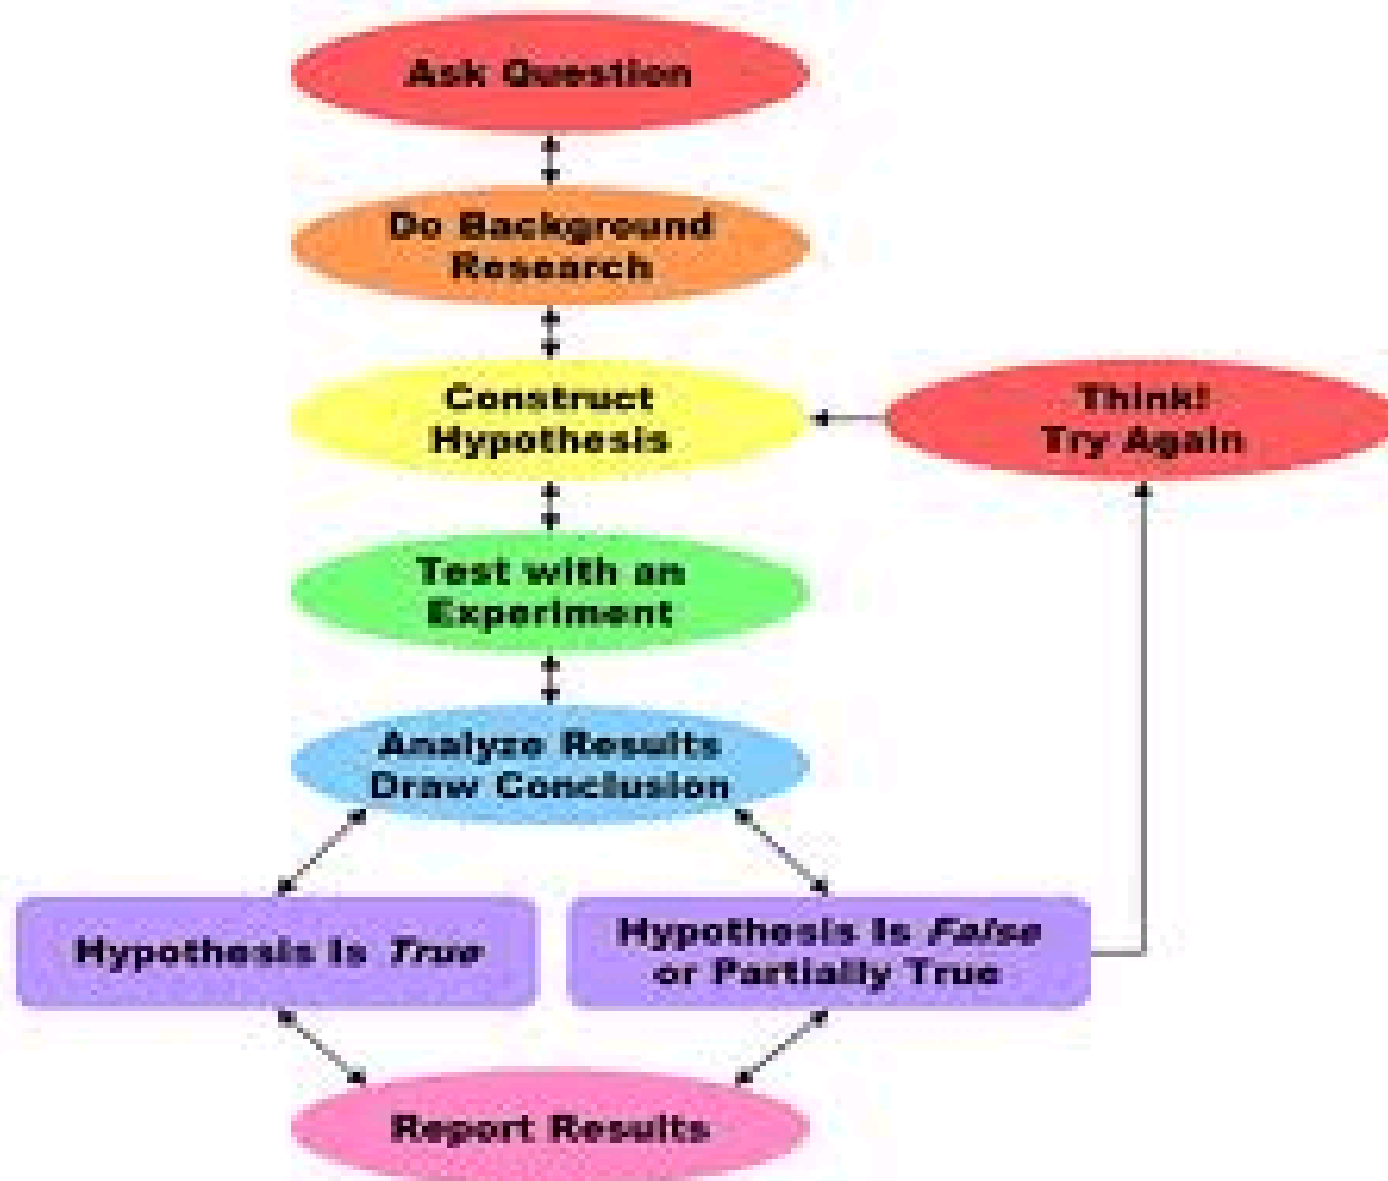 Ask Question
Do Background
Research
Construct
Hypothesis
Think!
Try Again
Test with an
Experiment
Analyze Results
Draw Conclusion
Hypothesis Is True
Hypothesis Is False
or Partially True
Report Results